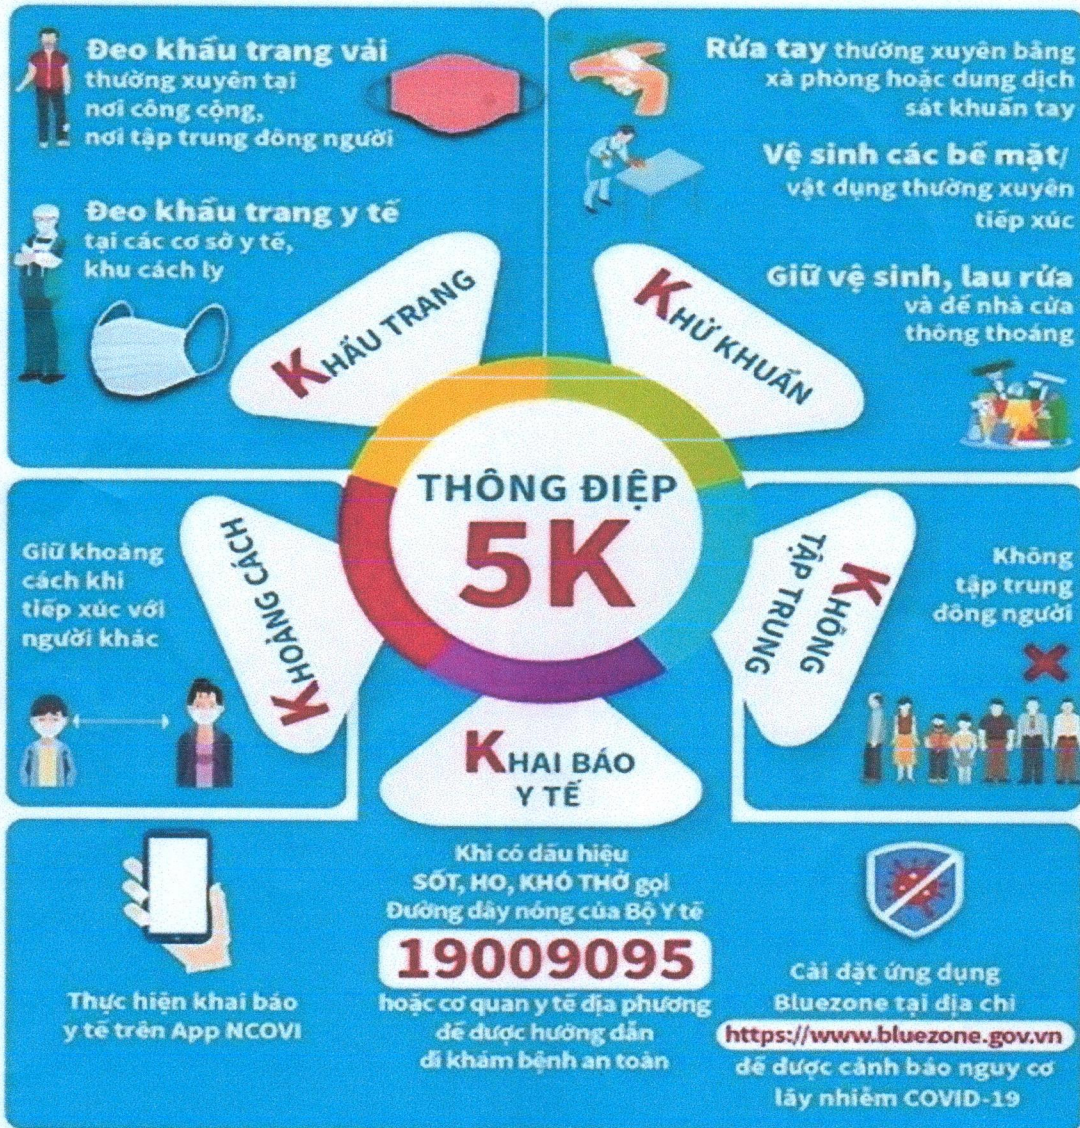 Đeo khẩu trang vải
thường xuyên tại
nơi công cộng,
nơi tập trung đông người
Đeo khẩu trang y tế
tại các cơ sở y tế,
khu cách ly
KHẨU TRANG
Rửa tay thường xuyên bằng
xà phòng hoặc dung dịch
sát khuẩn tay
Vệ sinh các bề mặt/
vật dụng thường xuyên
tiếp xúc
Giữ vệ sinh, lau rửa
và để nhà cửa
thông thoáng
KHỬ KHUẨN
THÔNG ĐIỆP
5K
Giữ khoảng
cách khi
tiếp xúc với
người khác
KHOẢNG CÁCH
KHÔNG
TẬP TRUNG
Không
tập trung
đông người
KHAI BÁO
Y TẾ
Thực hiện khai báo
y tế trên App NCOVI
Khi có dấu hiệu
SỐT, HO, KHÓ THỞ gọi
Đường dây nóng của Bộ Y tế
19009095
hoặc cơ quan y tế địa phương
để được hướng dẫn
đi khám bệnh an toàn
Cài đặt ứng dụng
Bluezone tại địa chỉ
https://www.bluezone.gov.vn
để được cảnh báo nguy cơ
lây nhiễm COVID-19